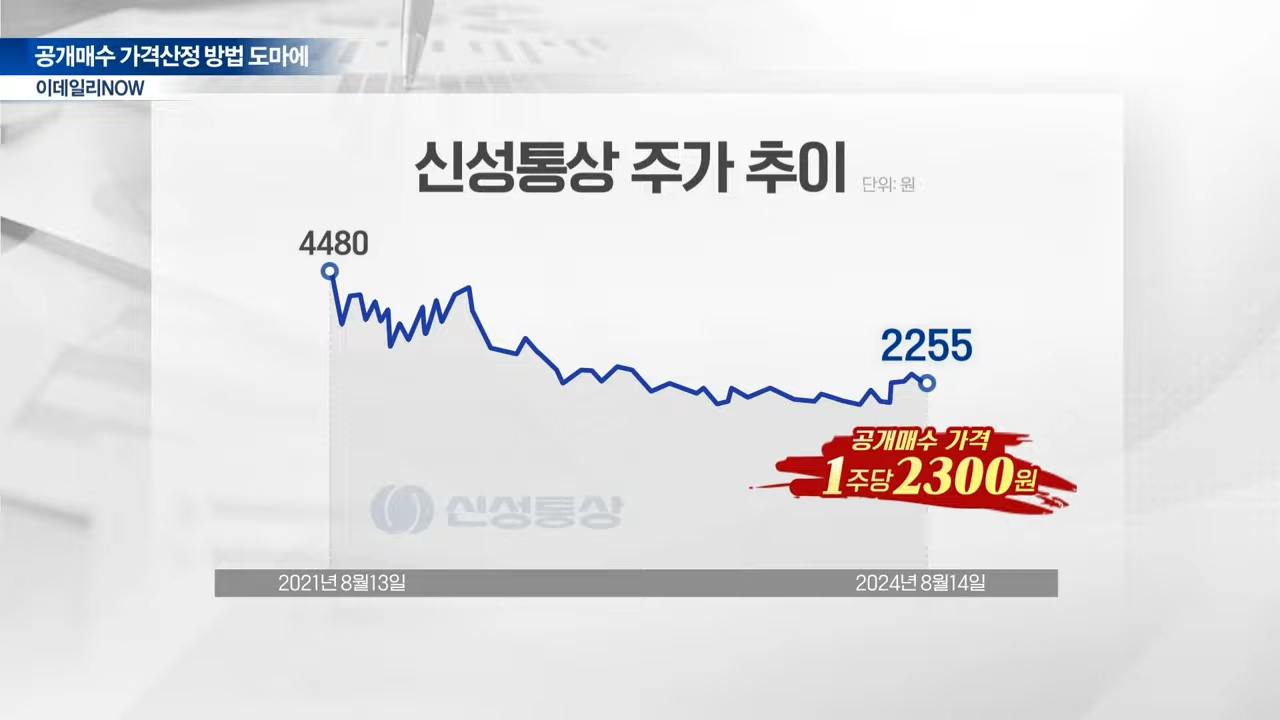 공개매수 가격산정 방법 도마에
이데일리NOW
신성통상 주가 추이 단위: 원
4480
2255
공개매수 가격
1주당 2300원
신성통상
2021년 8월13일
2024년 8월14일